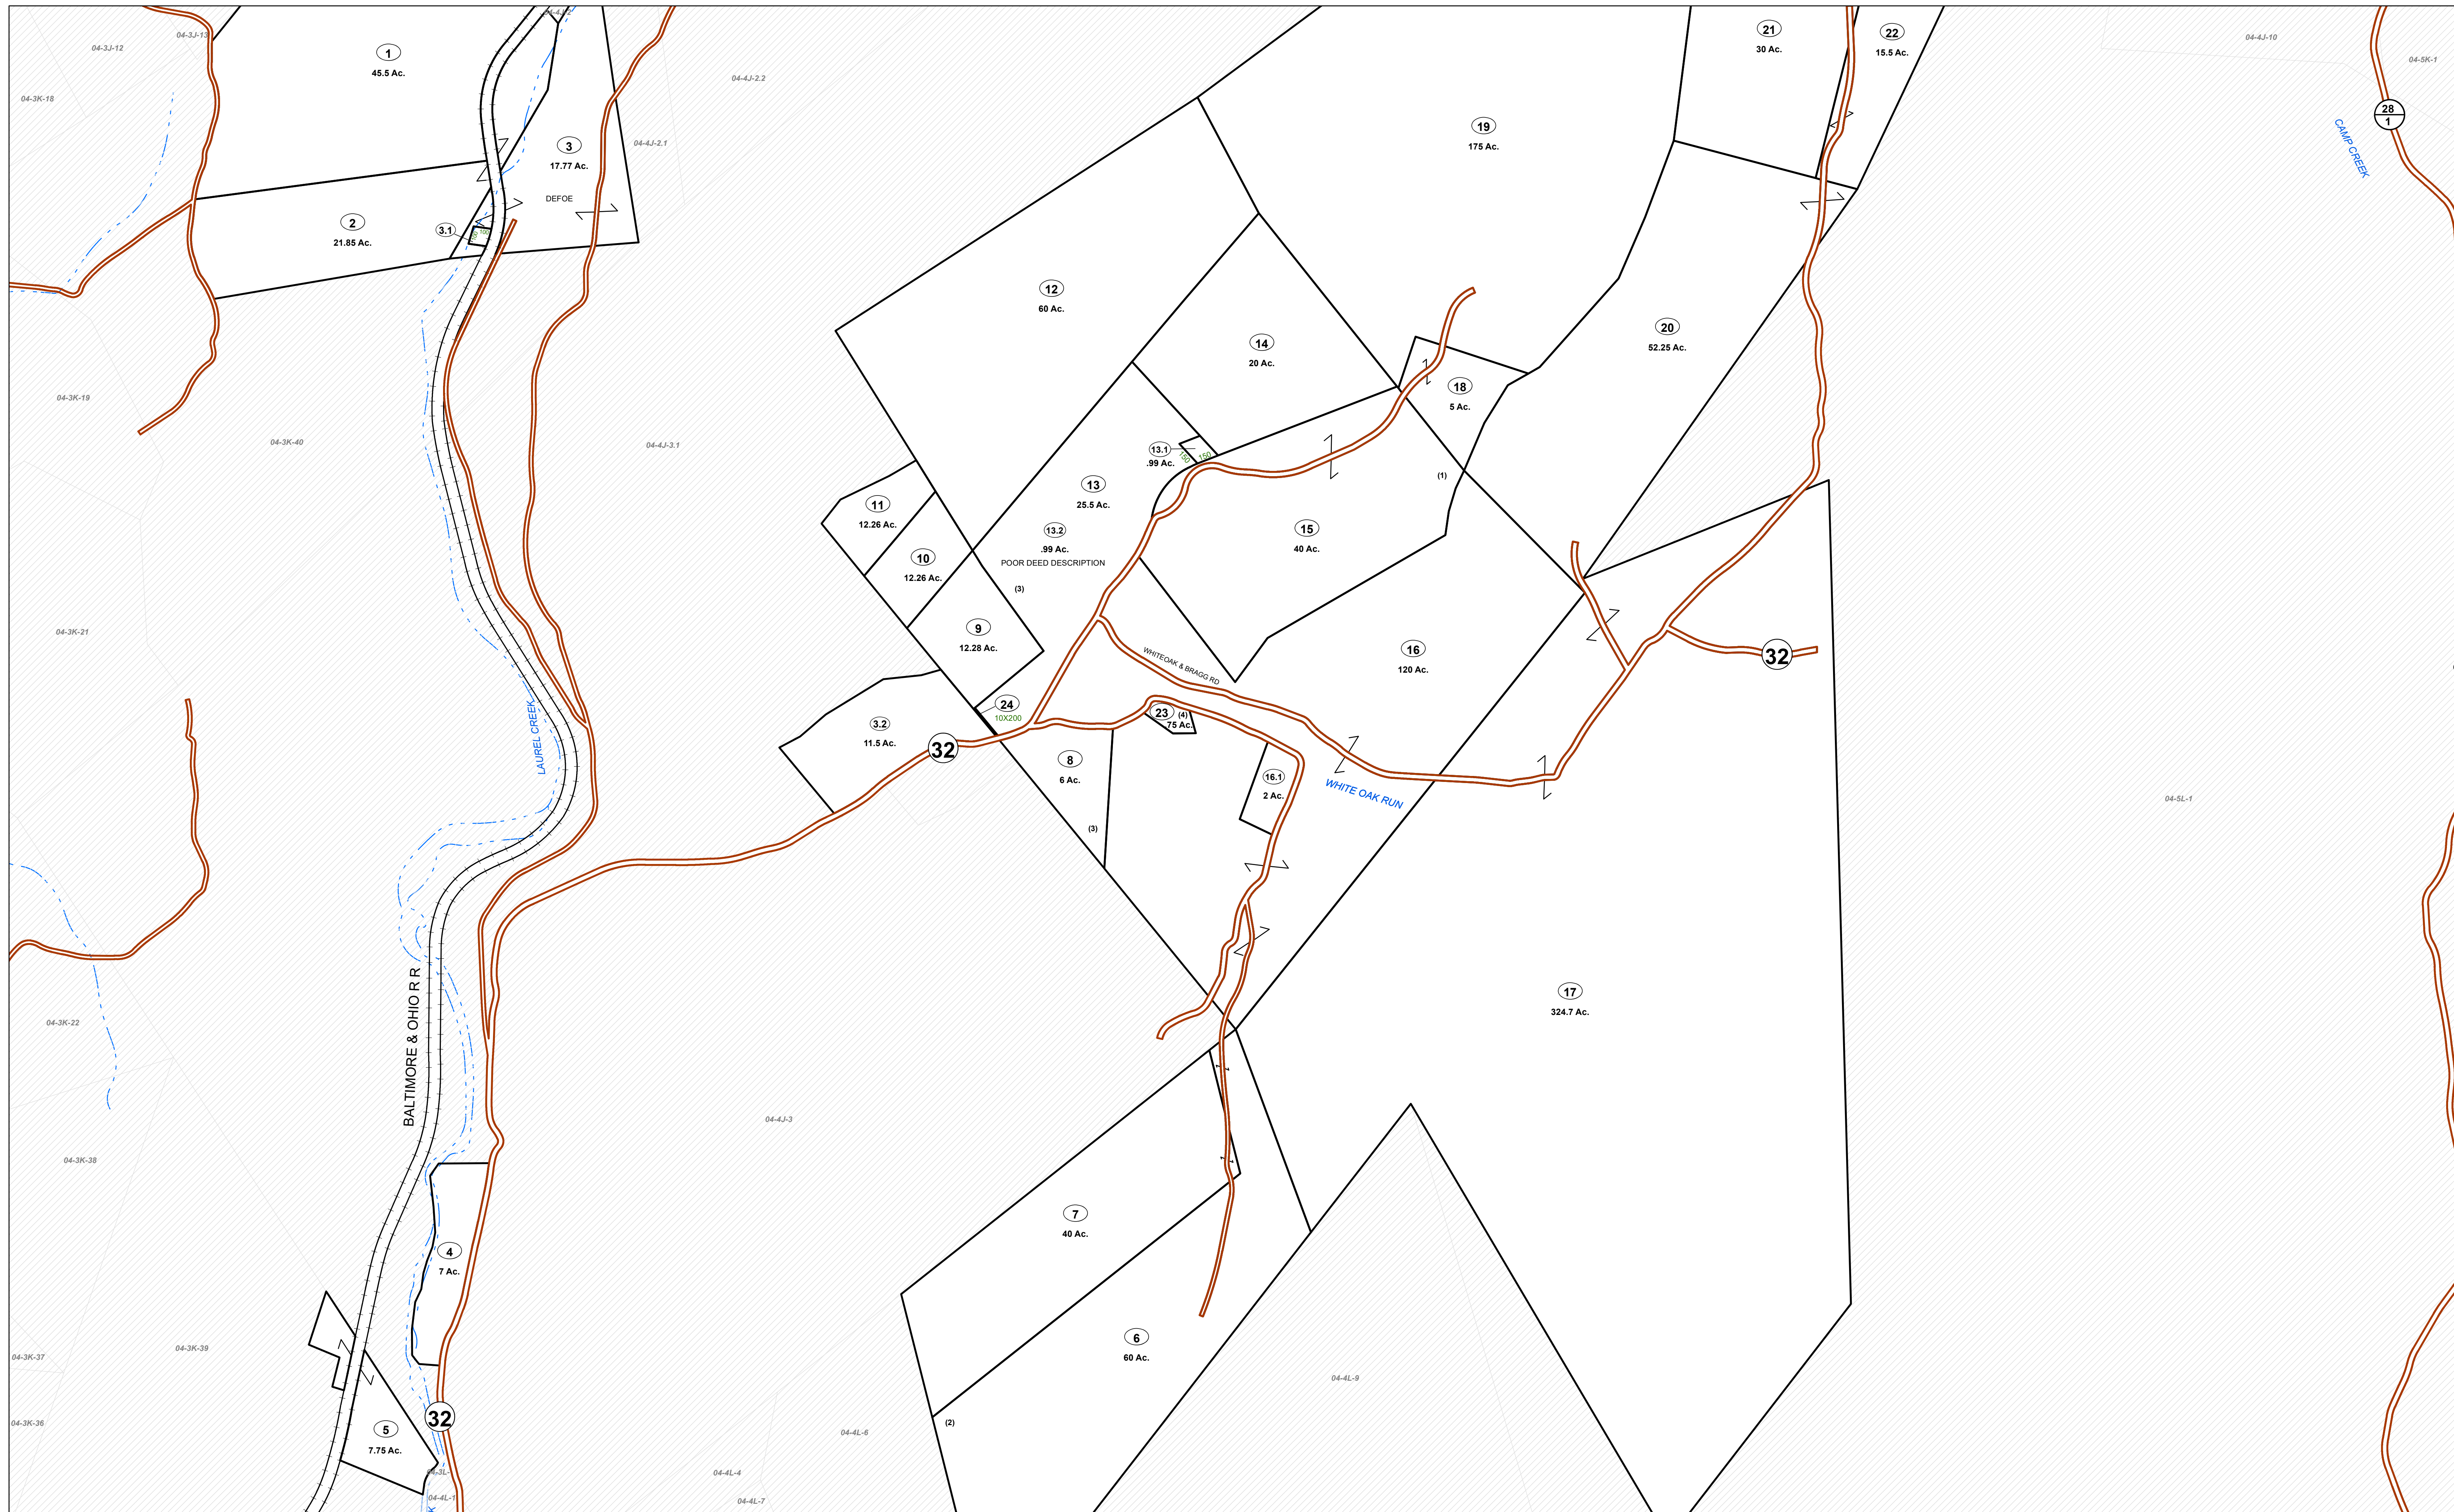 04-4J-2
04-3J-13
04-3J-12
04-3K-18
1
45.5 Ac.
04-4J-2.2
04-4J-2.1
3
17.77 Ac.
DEFOE
2
21.85 Ac.
3.1
100
21
30 Ac.
22
15.5 Ac.
04-4J-10
04-5K-1
28
1
CAMP CREEK
19
175 Ac.
12
60 Ac.
14
20 Ac.
20
52.25 Ac.
18
5 Ac.
04-3K-19
04-3K-40
04-4J-3.1
13.1
.99 Ac.
150
150
13
25.5 Ac.
(1)
11
12.26 Ac.
13.2
.99 Ac.
POOR DEED DESCRIPTION
(3)
15
40 Ac.
10
12.26 Ac.
9
12.28 Ac.
04-3K-21
WHITEOAK & BRAGG RD
16
120 Ac.
32
LAUREL CREEK
24
10X200
23
(4)
75 Ac.
3.2
11.5 Ac.
32
8
6 Ac.
(3)
16.1
2 Ac.
WHITE OAK RUN
04-5L-1
BALTIMORE & OHIO R R
17
324.7 Ac.
04-3K-22
04-4J-3
04-3K-38
7
40 Ac.
4
7 Ac.
6
60 Ac.
04-3K-37
04-3K-39
04-4L-9
04-3K-36
32
5
7.75 Ac.
(2)
04-4L-6
04-4L-4
04-4L-1
04-4L-7